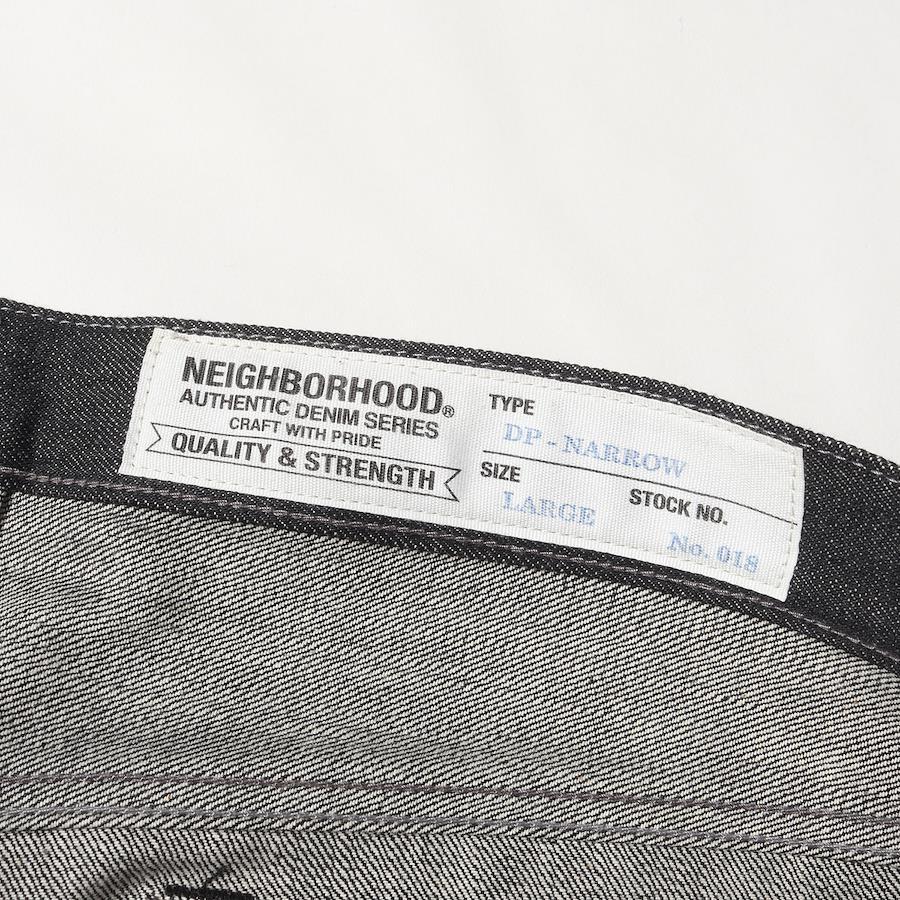 NEIGHBORHOOD®
AUTHENTIC DENIM SERIES
CRAFT WITH PRIDE
QUALITY & STRENGTH
TYPE
DP - NARROW
SIZE
LARGE
STOCK NO.
No. 018